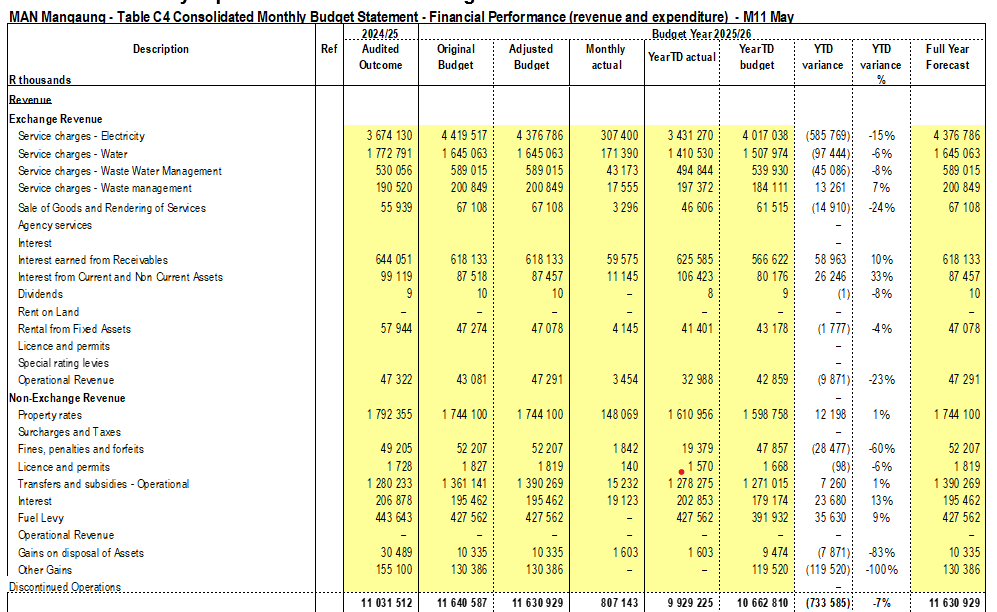 MAN Mangaung - Table C4 Consolidated Monthly Budget Statement - Financial Performance (revenue and expenditure) - M11 May
Description Ref 2024/25 Budget Year 2025/26
Audited Outcome Original Budget Adjusted Budget Monthly actual YearTD actual YearTD budget YTD variance YTD variance Full Year Forecast
R thousands %
Revenue
Exchange Revenue
Service charges - Electricity 3 674 130 4 419 517 4 376 786 307 400 3 431 270 4 017 038 (585 769) -15% 4 376 786
Service charges - Water 1 772 791 1 645 063 1 645 063 171 390 1 410 530 1 507 974 (97 444) -6% 1 645 063
Service charges - Waste Water Management 530 056 589 015 589 015 43 173 494 844 539 930 (45 086) -8% 589 015
Service charges - Waste management 190 520 200 849 200 849 17 555 197 372 184 111 13 261 7% 200 849
Sale of Goods and Rendering of Services 55 939 67 108 67 108 3 296 46 606 61 515 (14 910) -24% 67 108
Agency services –
Interest –
Interest earned from Receivables 644 051 618 133 618 133 59 575 625 585 566 622 58 963 10% 618 133
Interest from Current and Non Current Assets 99 119 87 518 87 457 11 145 106 423 80 176 26 246 33% 87 457
Dividends 9 10 10 – 8 9 (1) -8% 10
Rent on Land – – – – – – – –
Rental from Fixed Assets 57 944 47 274 47 078 4 145 41 401 43 178 (1 777) -4% 47 078
Licence and permits –
Special rating levies –
Operational Revenue 47 322 43 081 47 291 3 454 32 988 42 859 (9 871) -23% 47 291
Non-Exchange Revenue –
Property rates 1 792 355 1 744 100 1 744 100 148 069 1 610 956 1 598 758 12 198 1% 1 744 100
Surcharges and Taxes –
Fines, penalties and forfeits 49 205 52 207 52 207 1 842 19 379 47 857 (28 477) -60% 52 207
Licence and permits 1 728 1 827 1 819 140 1 570 1 668 (98) -6% 1 819
Transfers and subsidies - Operational 1 280 233 1 361 141 1 390 269 15 232 1 278 275 1 271 015 7 260 1% 1 390 269
Interest 206 878 195 462 195 462 19 123 202 853 179 174 23 680 13% 195 462
Fuel Levy 443 643 427 562 427 562 – 427 562 391 932 35 630 9% 427 562
Operational Revenue – – – – – – – –
Gains on disposal of Assets 30 489 10 335 10 335 1 603 1 603 9 474 (7 871) -83% 10 335
Other Gains 155 100 130 386 130 386 – – 119 520 (119 520) -100% 130 386
Discontinued Operations –
11 031 512 11 640 587 11 630 929 807 143 9 929 225 10 662 810 (733 585) -7% 11 630 929